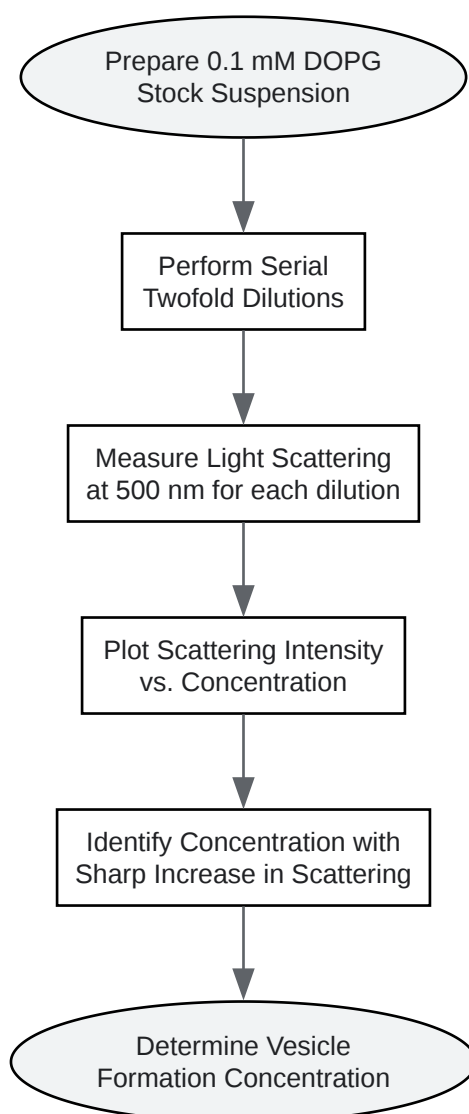 Prepare 0.1 mM DOPG
Stock Suspension
Perform Serial
Twofold Dilutions
Measure Light Scattering
at 500 nm for each dilution
Plot Scattering Intensity
vs. Concentration
Identify Concentration with
Sharp Increase in Scattering
Determine Vesicle
Formation Concentration